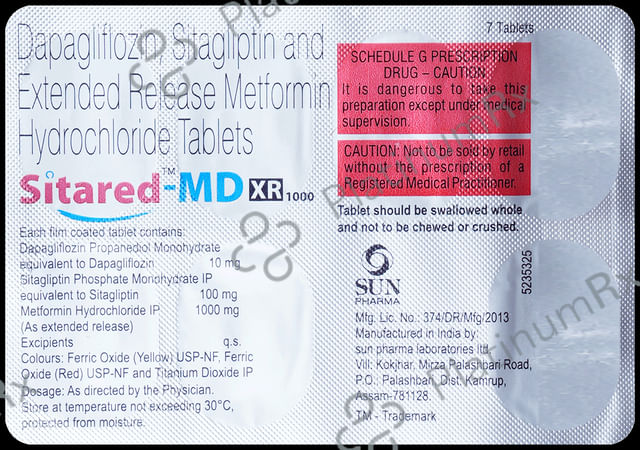 Dapagliflozin, Sitagliptin and
Extended Release Metformin
Hydrochloride Tablets
Sitared™-MD XR 1000
Each film coated tablet contains:
Dapagliflozin Propanediol Monohydrate
equivalent to Dapagliflozin 10 mg
Sitagliptin Phosphate Monohydrate IP
equivalent to Sitagliptin 100 mg
Metformin Hydrochloride IP 1000 mg
(As extended release)
Excipients q.s.
Colours: Ferric Oxide (Yellow) USP-NF, Ferric
Oxide (Red) USP-NF and Titanium Dioxide IP
Dosage: As directed by the Physician.
Store at temperature not exceeding 30°C,
protected from moisture.
7 Tablets
SCHEDULE G PRESCRIPTION
DRUG – CAUTION
It is dangerous to take this
preparation except under medical
supervision.
CAUTION: Not to be sold by retail
without the prescription of a
Registered Medical Practitioner.
Tablet should be swallowed whole
and not to be chewed or crushed.
SUN
PHARMA
Mfg. Lic. No.: 374/DR/Mfg/2013
Manufactured in India by:
sun pharma laboratories ltd.
Vill: Kokjhar, Mirza Palashbari Road,
P.O.: Palashbari, Dist. Kamrup,
Assam-781128.
TM - Trademark
5235325
PlatinumRx